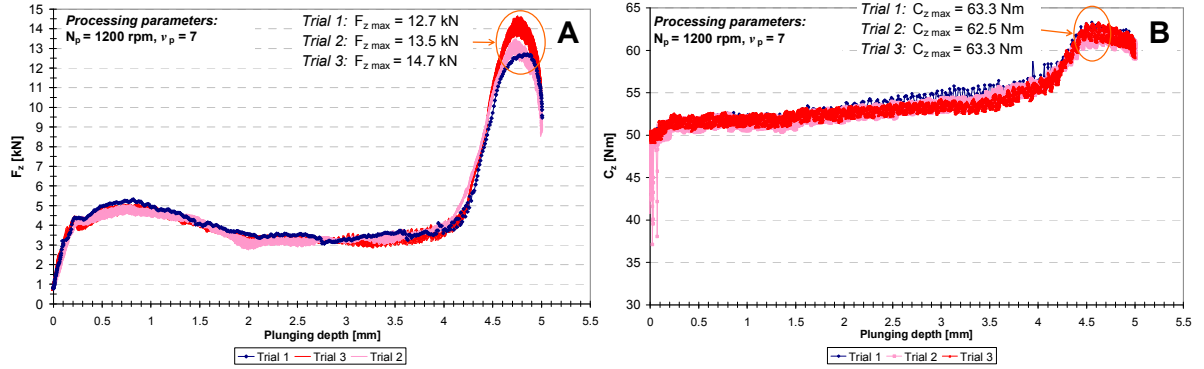 Processing parameters:
Np = 1200 rpm, νp = 7
Trial 1: Fz max = 12.7 kN
Trial 2: Fz max = 13.5 kN
Trial 3: Fz max = 14.7 kN
A
Fz [kN]
15
14
13
12
11
10
9
8
7
6
5
4
3
2
1
0
0 0.5 1 1.5 2 2.5 3 3.5 4 4.5 5 5.5
Plunging depth [mm]
Trial 1 Trial 3 Trial 2
Processing parameters:
Np = 1200 rpm, νp = 7
Trial 1: Cz max = 63.3 Nm
Trial 2: Cz max = 62.5 Nm
Trial 3: Cz max = 63.3 Nm
B
Cz [Nm]
65
60
55
50
45
40
35
30
0 0.5 1 1.5 2 2.5 3 3.5 4 4.5 5 5.5
Plunging depth [mm]
Trial 1 Trial 2 Trial 3